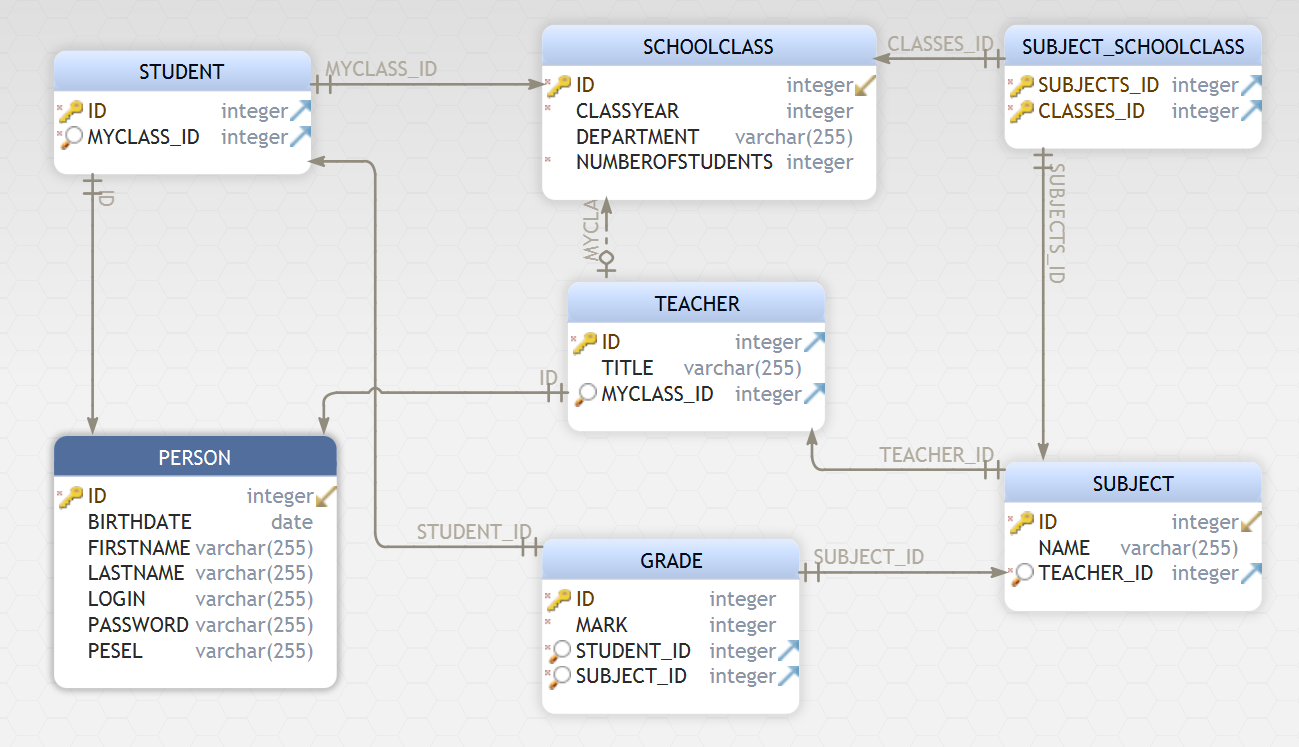 STUDENT
ID integer
MYCLASS_ID integer
MYCLASS_ID
SCHOOLCLASS
ID integer
CLASSYEAR integer
DEPARTMENT varchar(255)
NUMBEROFSTUDENTS integer
CLASSES_ID
SUBJECT_SCHOOLCLASS
SUBJECTS_ID integer
CLASSES_ID integer
ID
MYCLA
SUBJECTS_ID
TEACHER
ID integer
TITLE varchar(255)
MYCLASS_ID integer
ID
PERSON
ID integer
BIRTHDATE date
FIRSTNAME varchar(255)
LASTNAME varchar(255)
LOGIN varchar(255)
PASSWORD varchar(255)
PESEL varchar(255)
TEACHER_ID
SUBJECT
ID integer
NAME varchar(255)
TEACHER_ID integer
STUDENT_ID
GRADE
ID integer
MARK integer
STUDENT_ID integer
SUBJECT_ID integer
SUBJECT_ID